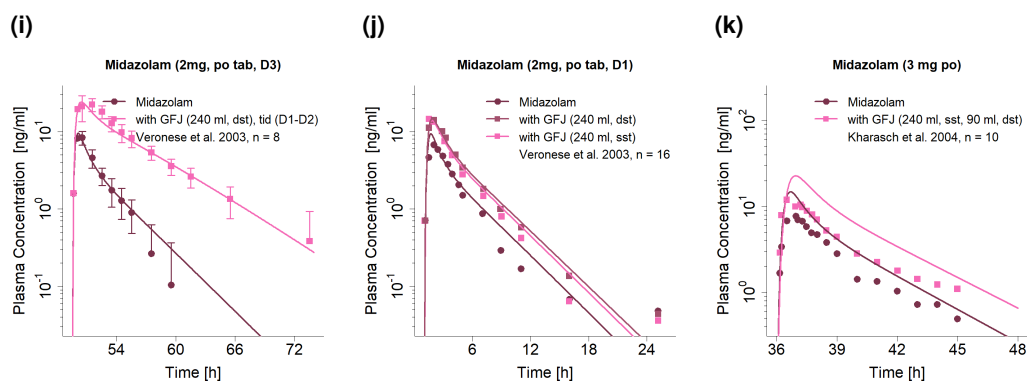 (i)
Midazolam (2mg, po tab, D3)
Midazolam
with GFJ (240 ml, dst), tid (D1-D2)
Veronese et al. 2003, n = 8
Plasma Concentration [ng/ml]
10¹
10⁰
10⁻¹
54 60 66 72
Time [h]
(j)
Midazolam (2mg, po tab, D1)
Midazolam
with GFJ (240 ml, dst)
with GFJ (240 ml, sst)
Veronese et al. 2003, n = 16
Plasma Concentration [ng/ml]
10¹
10⁰
10⁻¹
6 12 18 24
Time [h]
(k)
Midazolam (3 mg po)
Midazolam
with GFJ (240 ml, sst, 90 ml, dst)
Kharasch et al. 2004, n = 10
Plasma Concentration [ng/ml]
10²
10¹
10⁰
36 39 42 45 48
Time [h]